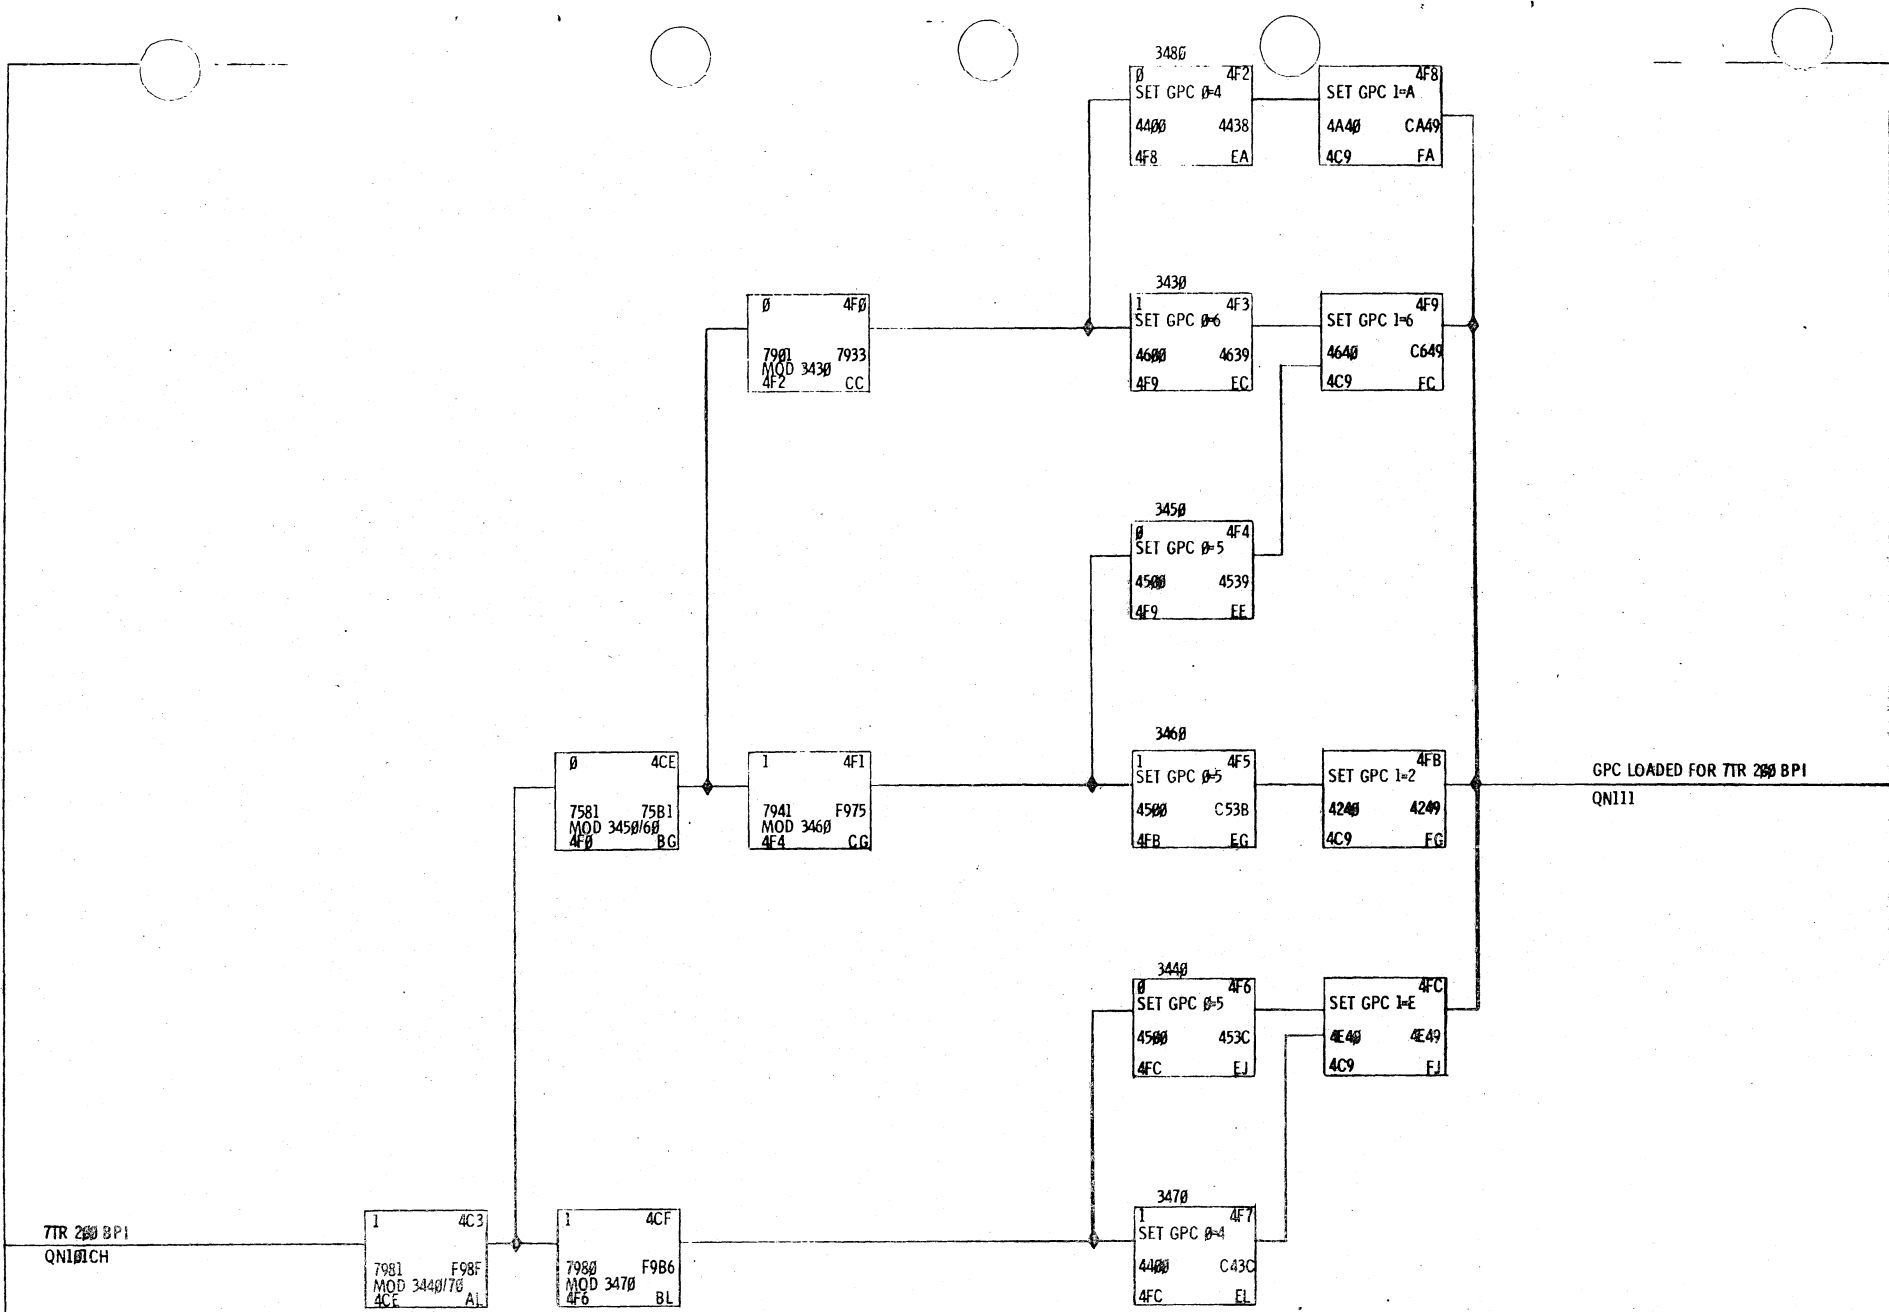 348Ø
Ø 4F2
SET GPC Ø=4
44ØØ 4438
4F8 EA
4F8
SET GPC 1=A
4A4Ø CA49
4C9 FA
343Ø
Ø 4FØ
79Ø1 7933
MOD 343Ø
4F2 CC
1 4F3
SET GPC Ø=6
46ØØ 4639
4F9 EC
4F9
SET GPC 1=6
464Ø C649
4C9 FC
345Ø
Ø 4F4
SET GPC Ø=5
45ØØ 4539
4F9 EE
346Ø
Ø 4CE
7581 75B1
MOD 345Ø/6Ø
4FØ BG
1 4F1
7941 F975
MOD 346Ø
4F4 CG
1 4F5
SET GPC Ø=5
45ØØ C53B
4FB EG
4FB
SET GPC 1=2
424Ø 4249
4C9 FG
GPC LOADED FOR 7TR 2ØØ BPI
QN111
344Ø
Ø 4F6
SET GPC Ø=5
45ØØ 453C
4FC EJ
4FC
SET GPC 1=E
4E4Ø 4E49
4C9 FJ
347Ø
7TR 2ØØ BPI
QN1Ø1CH
1 4C3
7981 F98F
MOD 344Ø/7Ø
4CE AL
1 4CF
798Ø F9B6
MOD 347Ø
4F6 BL
1 4F7
SET GPC Ø=4
44ØØ C43C
4FC EL